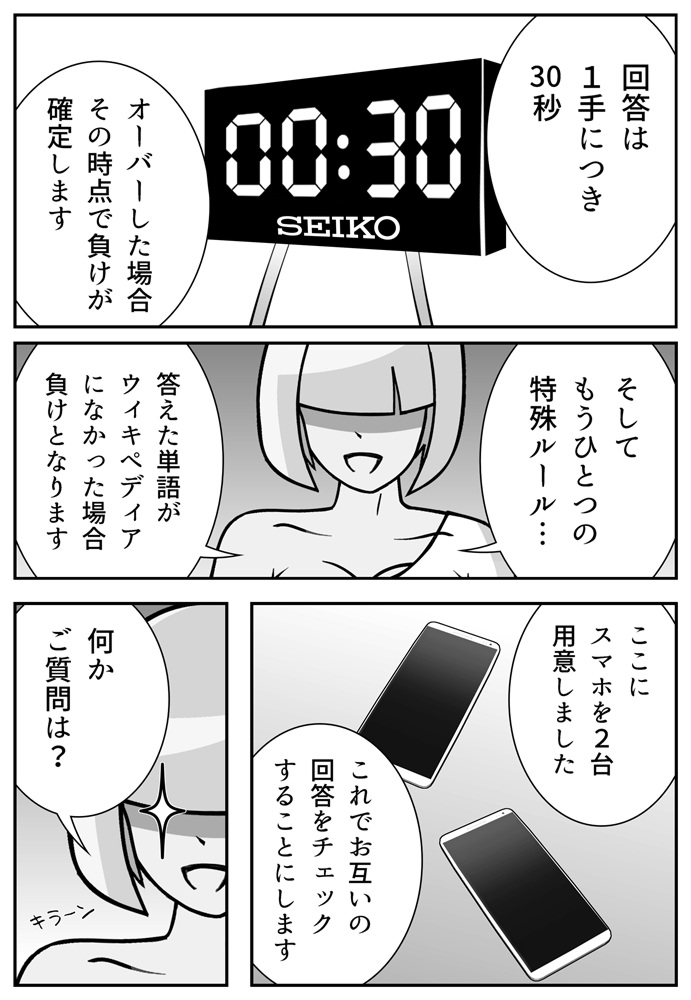 回答は
1手につき
30秒
00:30
SEIKO
オーバーした場合
その時点で負けが
確定します
そして
もうひとつの
特殊ルール…
答えた単語が
ウィキペディア
になかった場合
負けとなります
ここに
スマホを2台
用意しました
これでお互いの
回答をチェック
することにします
何か
ご質問は？
キラーン